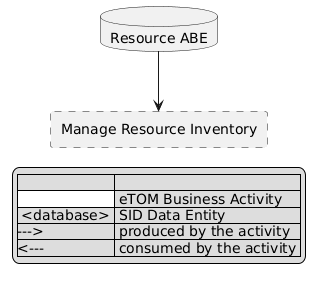 Resource ABE
Manage Resource Inventory
eTOM Business Activity
<database> SID Data Entity
---> produced by the activity
<--- consumed by the activity